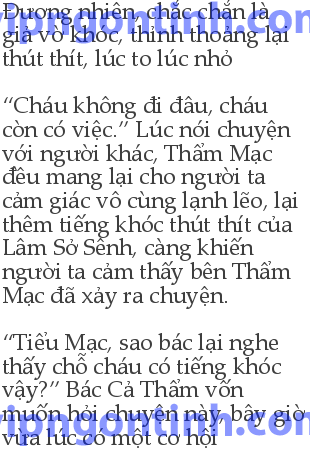 Đương nhiên, chắc chắn là
giả vờ khóc, thỉnh thoảng lại
thút thít, lúc to lúc nhỏ
“Cháu không đi đâu, cháu
còn có việc.” Lúc nói chuyện
với người khác, Thẩm Mạc
đều mang lại cho người ta
cảm giác vô cùng lạnh lẽo, lại
thêm tiếng khóc thút thít của
Lâm Sở Sênh, càng khiến
người ta cảm thấy bên Thẩm
Mạc đã xảy ra chuyện.
“Tiểu Mạc, sao bác lại nghe
thấy chỗ cháu có tiếng khóc
vậy?” Bác Cả Thẩm vốn
muốn hỏi chuyện này, bây giờ
vừa lúc có một cơ hội
vipngontinh.com
vipngontinh.com